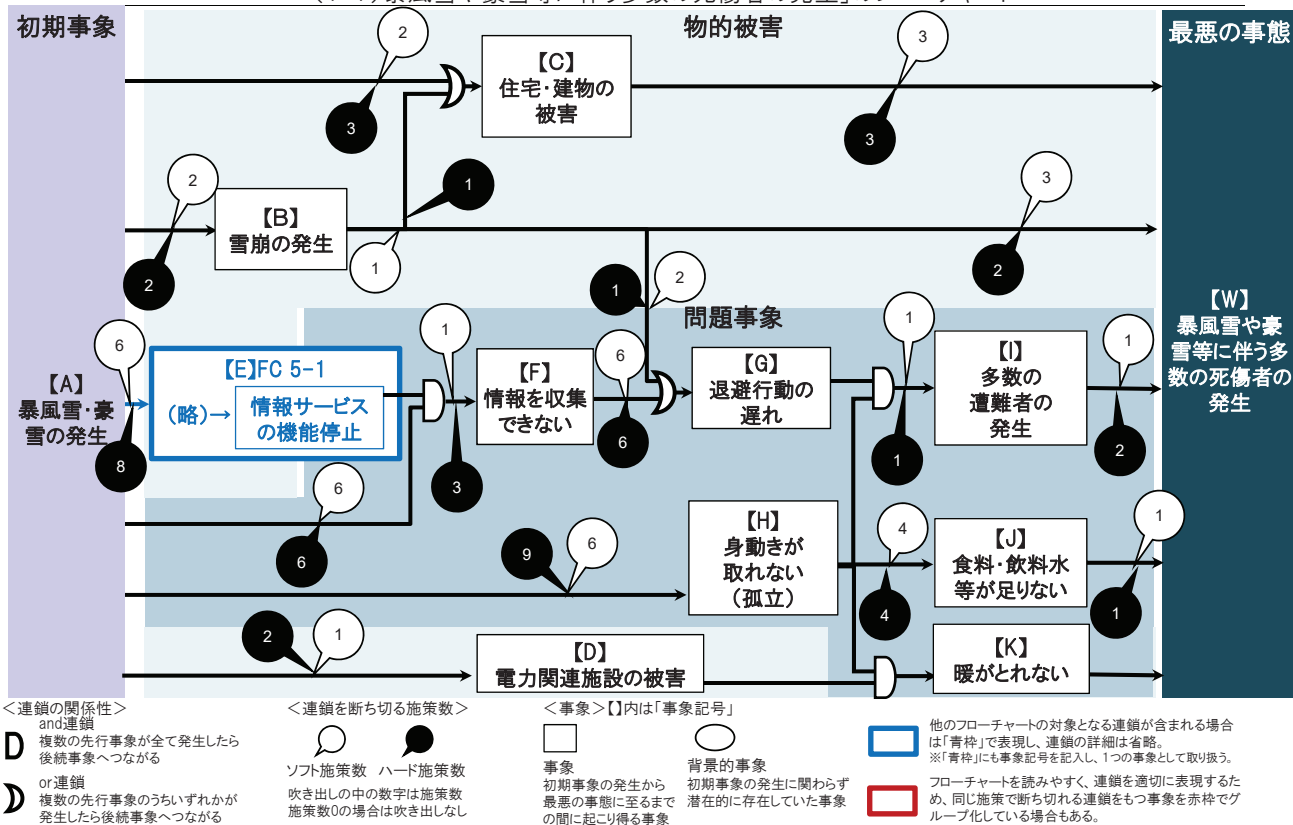 初期事象
物的被害
最悪の事態
2
3
【C】
住宅・建物の
被害
3
3
2
1
3
【B】
雪崩の発生
1
2
2
1
2
問題事象
【W】
暴風雪や豪
雪等に伴う多
数の死傷者の
発生
6
【A】
暴風雪・豪
雪の発生
8
【E】FC 5-1
(略)→
情報サービス
の機能停止
1
3
【F】
情報を収集
できない
6
6
【G】
退避行動の
遅れ
1
1
【I】
多数の
遭難者の
発生
1
2
6
6
9
6
【H】
身動きが
取れない
(孤立)
4
4
【J】
食料・飲料水
等が足りない
1
1
2
1
【D】
電力関連施設の被害
【K】
暖がとれない
<連鎖の関係性>
and連鎖
複数の先行事象が全て発生したら
後続事象へつながる
or連鎖
複数の先行事象のうちいずれかが
発生したら後続事象へつながる
<連鎖を断ち切る施策数>
ソフト施策数 ハード施策数
吹き出しの中の数字は施策数
施策数0の場合は吹き出しなし
<事象>【】内は「事象記号」
事象
初期事象の発生から
最悪の事態に至るまで
の間に起こり得る事象
背景的事象
初期事象の発生に関わらず
潜在的に存在していた事象
他のフローチャートの対象となる連鎖が含まれる場合
は「青枠」で表現し、連鎖の詳細は省略。
※「青枠」にも事象記号を記入し、1つの事象として取り扱う。
フローチャートを読みやすく、連鎖を適切に表現するた
め、同じ施策で断ち切れる連鎖をもつ事象を赤枠でグ
ループ化している場合もある。